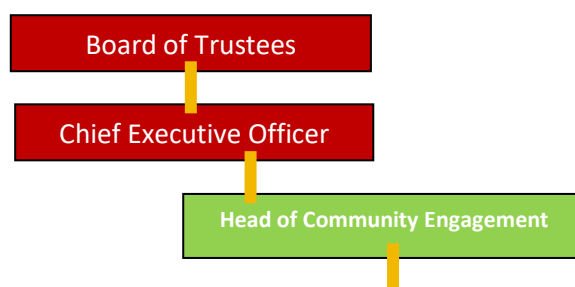 Board of Trustees
Chief Executive Officer
Head of Community Engagement